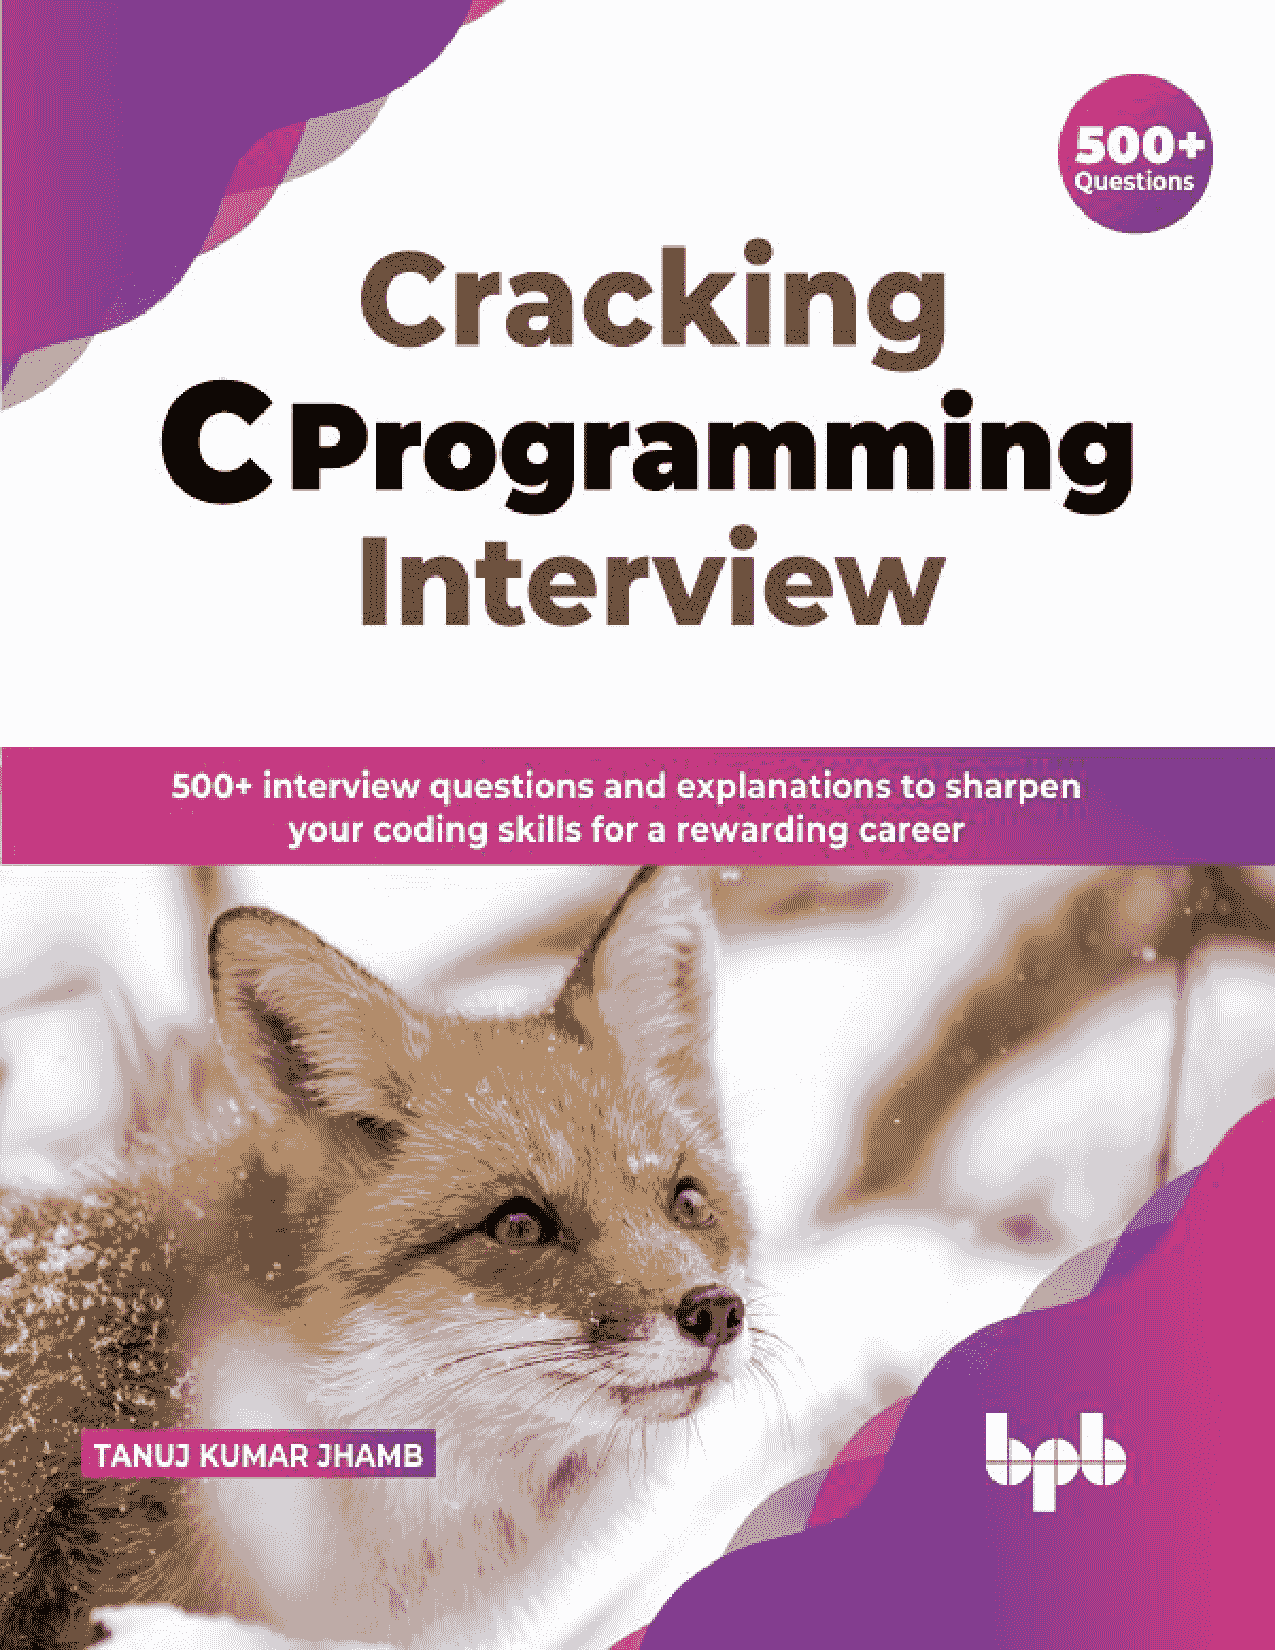 500+
Questions
Cracking
C Programming
Interview
500+ interview questions and explanations to sharpen
your coding skills for a rewarding career
TANUJ KUMAR JHAMB
bpb